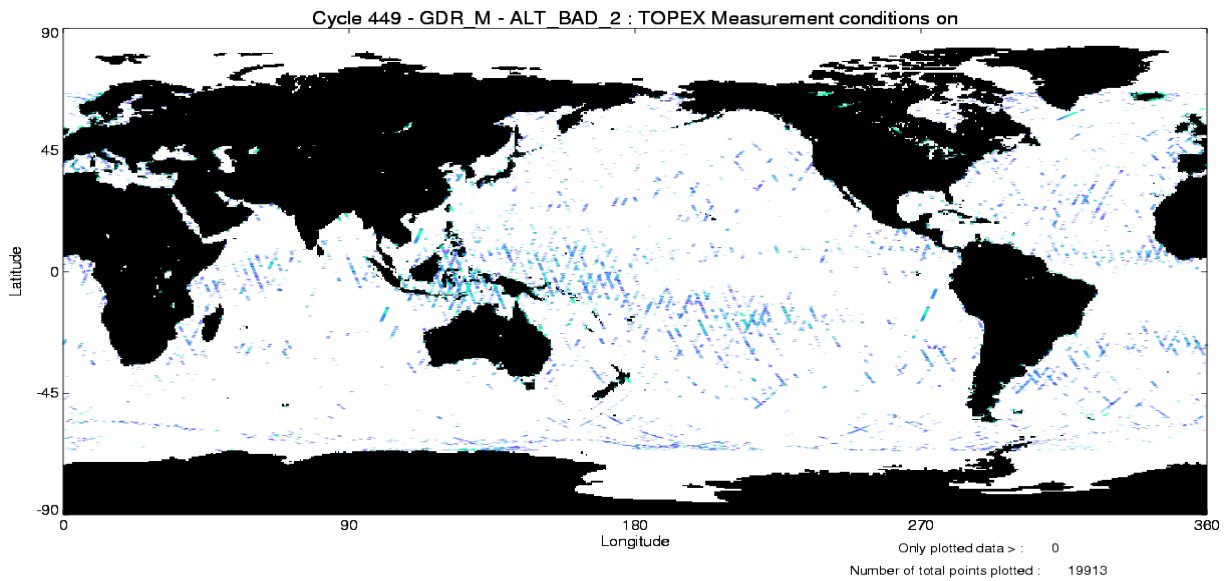 Cycle 449 - GDR_M - ALT_BAD_2 : TOPEX Measurement conditions on
90
45
0
-45
-90
Latitude
0 90 180 270 360
Longitude
Only plotted data > : 0
Number of total points plotted : 19913